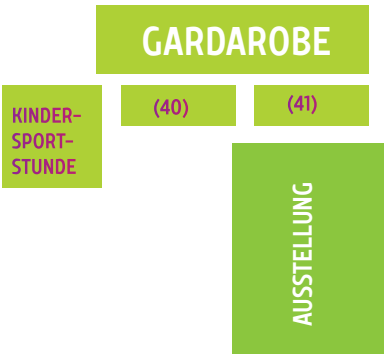 GARDAROBE
KINDER-
SPORT-
STUNDE
(40)
(41)
AUSSTELLUNG